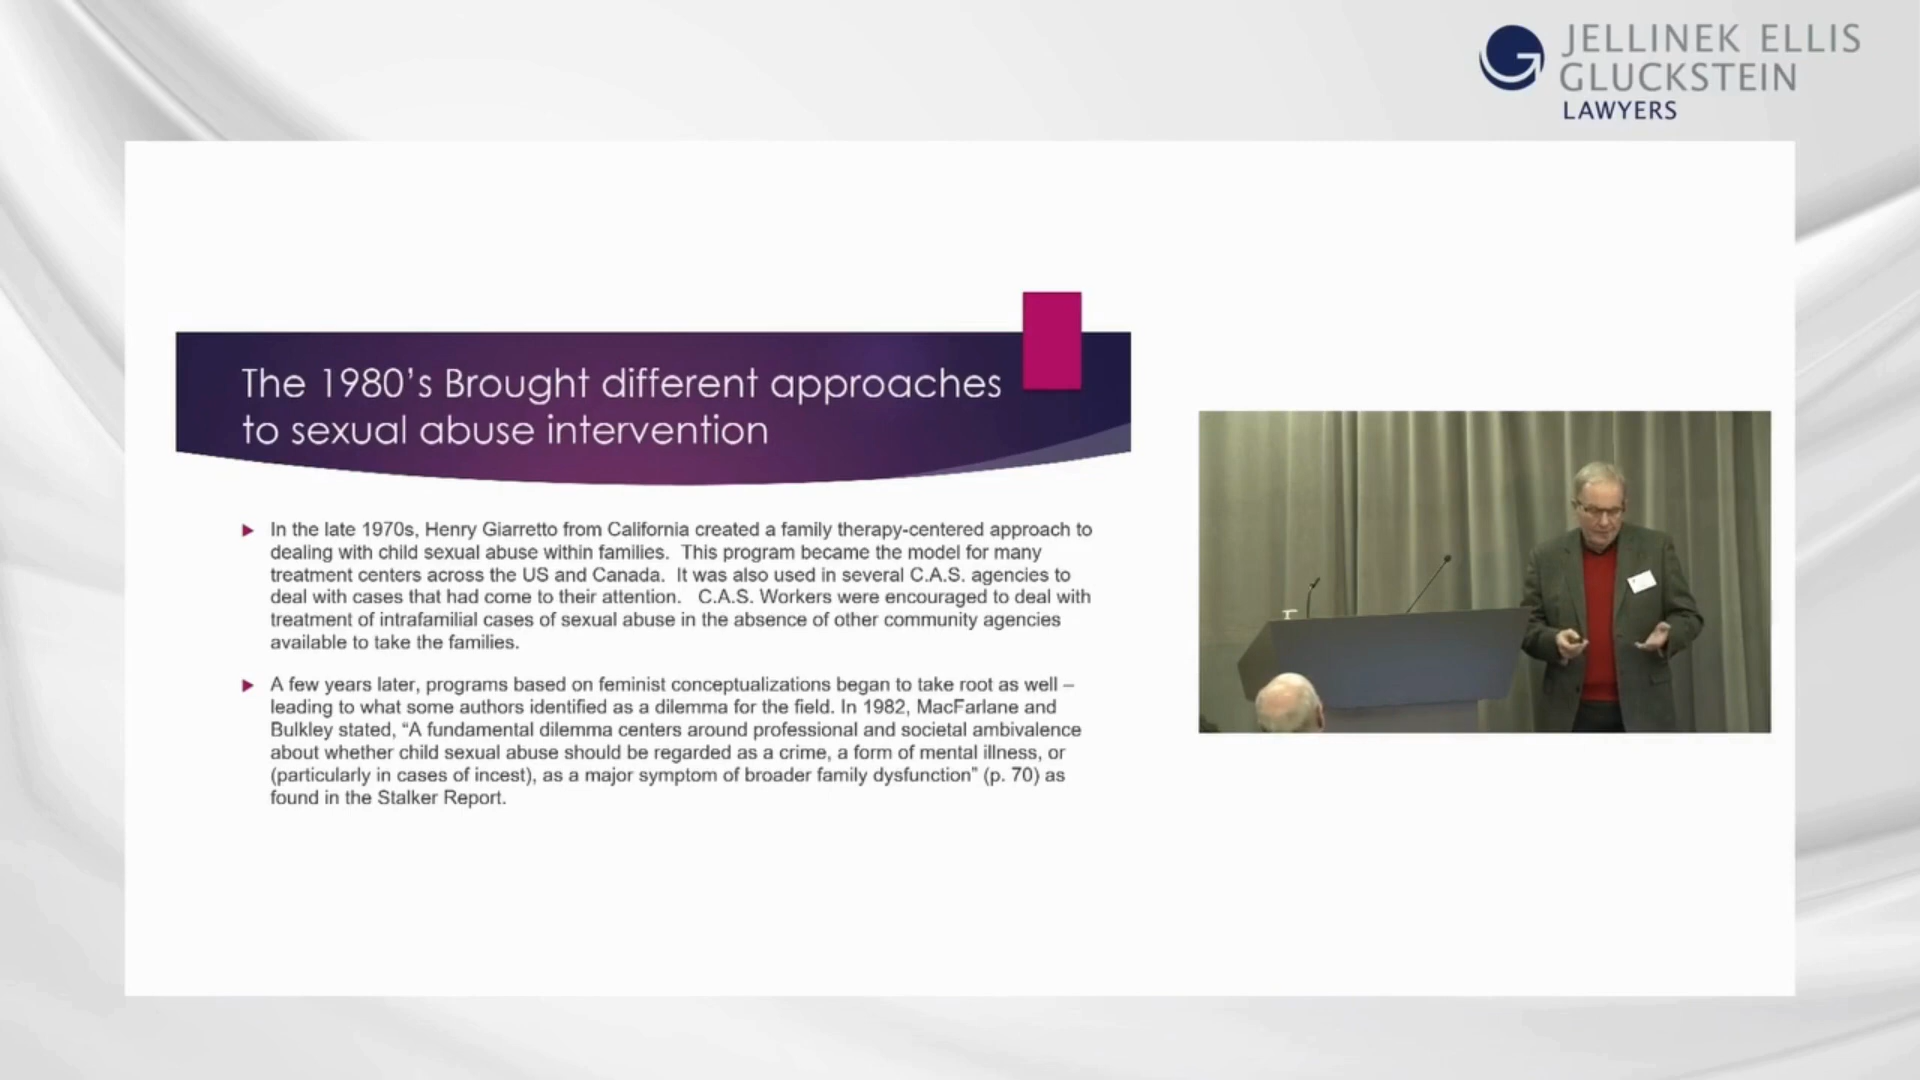 JELLINEK ELLIS
GLUCKSTEIN
LAWYERS
The 1980’s Brought different approaches
to sexual abuse intervention
In the late 1970s, Henry Giarretto from California created a family therapy-centered approach to
dealing with child sexual abuse within families.  This program became the model for many
treatment centers across the US and Canada.  It was also used in several C.A.S. agencies to
deal with cases that had come to their attention.   C.A.S. Workers were encouraged to deal with
treatment of intrafamilial cases of sexual abuse in the absence of other community agencies
available to take the families.
A few years later, programs based on feminist conceptualizations began to take root as well –
leading to what some authors identified as a dilemma for the field. In 1982, MacFarlane and
Bulkley stated, “A fundamental dilemma centers around professional and societal ambivalence
about whether child sexual abuse should be regarded as a crime, a form of mental illness, or
(particularly in cases of incest), as a major symptom of broader family dysfunction” (p. 70) as
found in the Stalker Report.